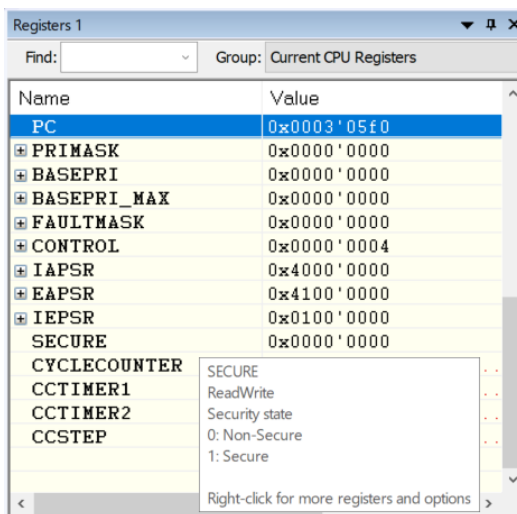 Registers 1
Find: Group: Current CPU Registers
Name Value
PC 0x0003'05f0
PRIMASK 0x0000'0000
BASEPRI 0x0000'0000
BASEPRI_MAX 0x0000'0000
FAULTMASK 0x0000'0000
CONTROL 0x0000'0004
IAPSR 0x4000'0000
EAPSR 0x4100'0000
IEPSR 0x0100'0000
SECURE 0x0000'0000
CYCLECOUNTER ..
CCTIMER1 ..
CCTIMER2 ..
CCSTEP ..
SECURE
ReadWrite
Security state
0: Non-Secure
1: Secure
Right-click for more registers and options